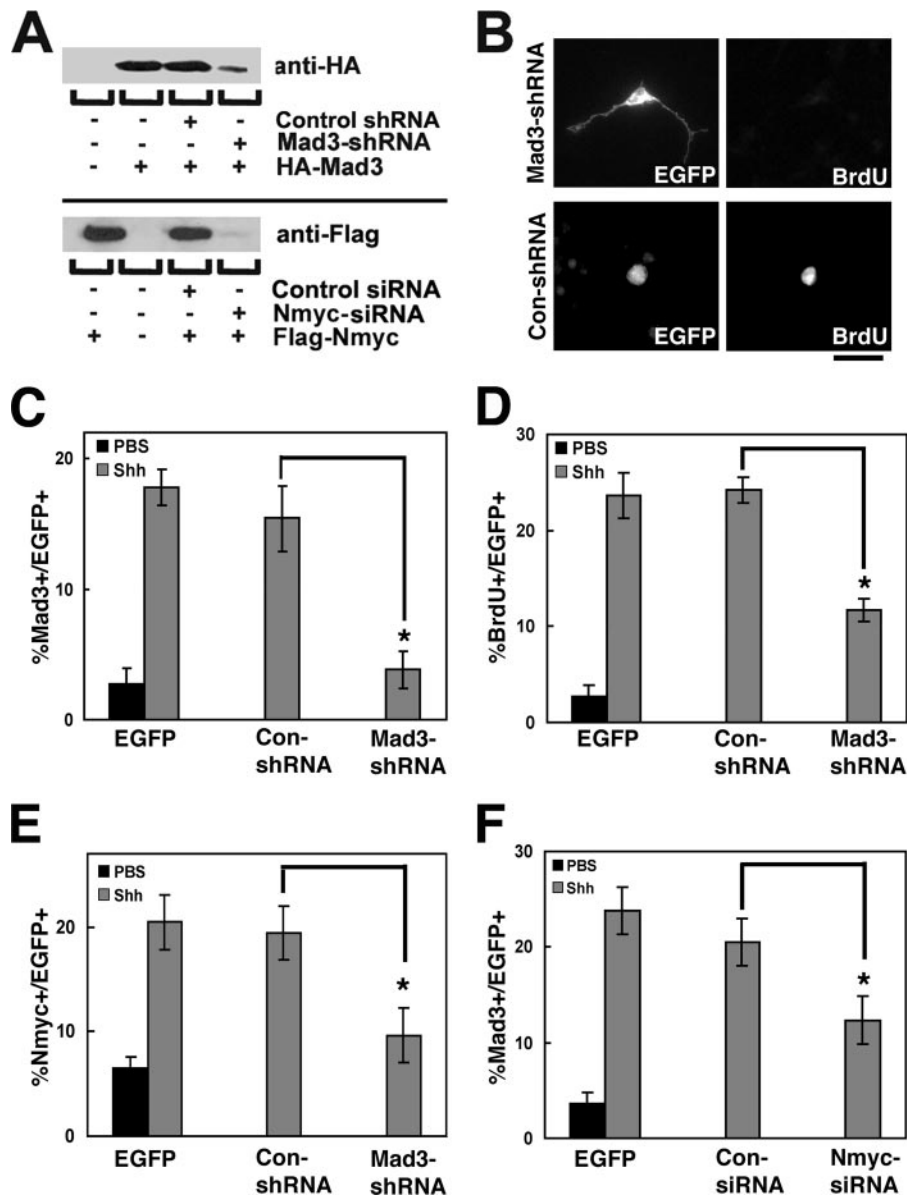 A
anti-HA
- - + - Control shRNA
- - - + Mad3-shRNA
- + + + HA-Mad3
anti-Flag
- - + - Control siRNA
- - - + Nmyc-siRNA
+ - + + Flag-Nmyc
B
Mad3-shRNA
EGFP
BrdU
Con-shRNA
EGFP
BrdU
C
%Mad3+/EGFP+
PBS
Shh
20
10
0
*
EGFP
Con-
shRNA
Mad3-
shRNA
D
%BrdU+/EGFP+
PBS
Shh
30
20
10
0
*
EGFP
Con-
shRNA
Mad3-
shRNA
E
%Nmyc+/EGFP+
PBS
Shh
20
10
0
*
EGFP
Con-
shRNA
Mad3-
shRNA
F
%Mad3+/EGFP+
PBS
Shh
30
20
10
0
*
EGFP
Con-
siRNA
Nmyc-
siRNA